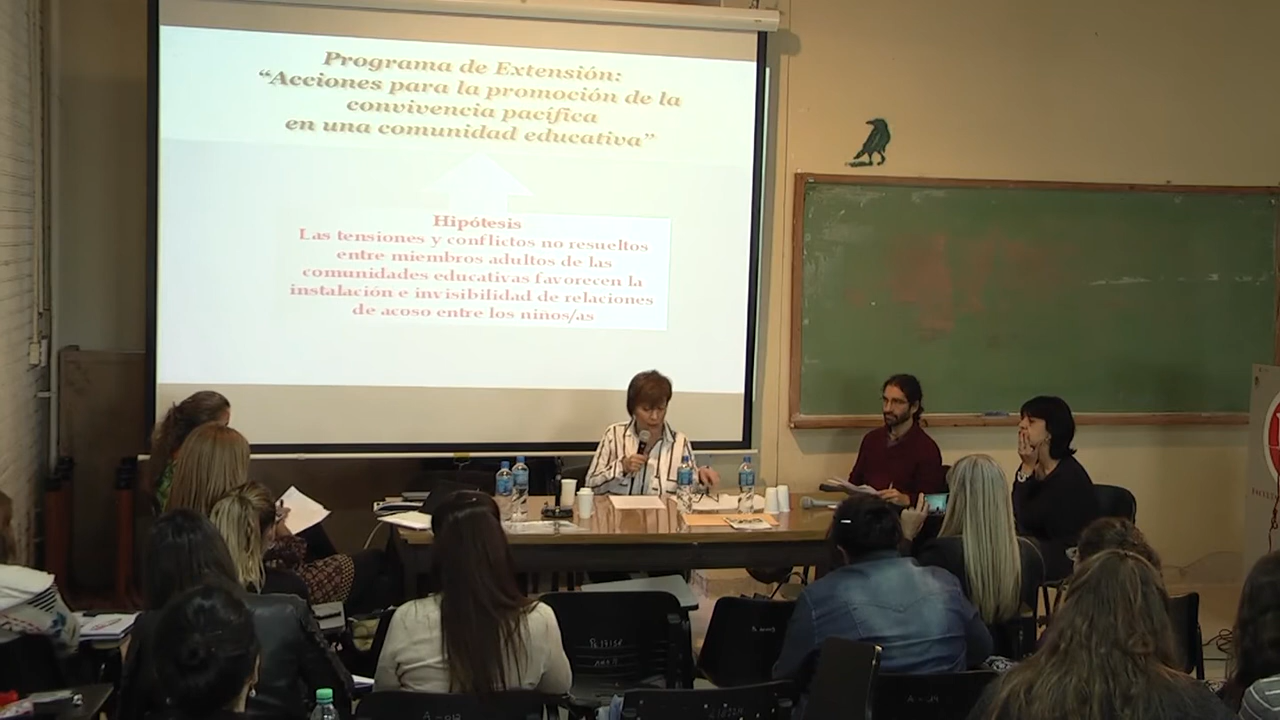 Programa de Extensión:
“Acciones para la promoción de la
convivencia pacífica
en una comunidad educativa”
Hipótesis
Las tensiones y conflictos no resueltos
entre miembros adultos de las
comunidades educativas favorecen la
instalación e invisibilidad de relaciones
de acoso entre los niños/as